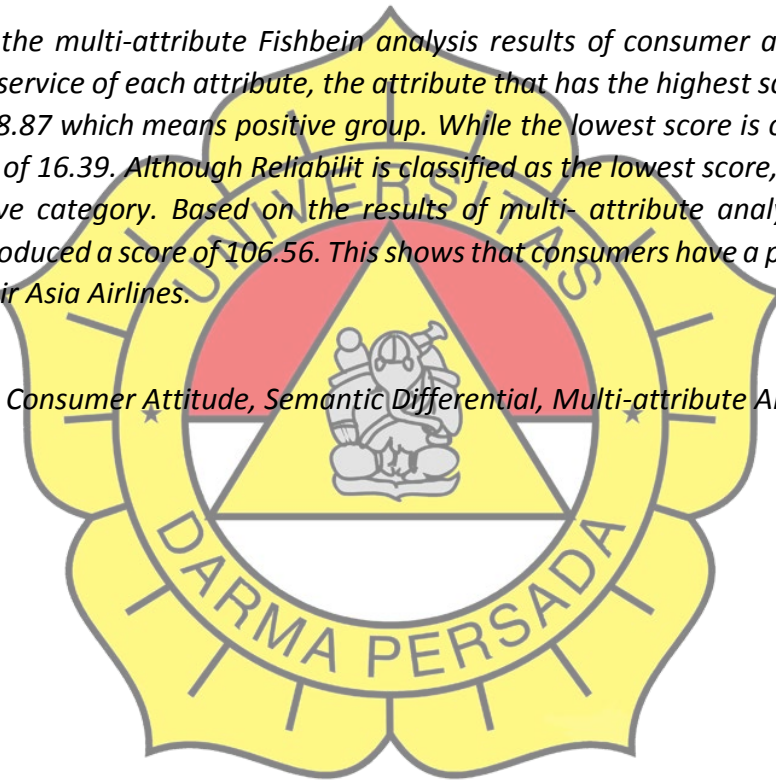 the multi-attribute Fishbein analysis results of consumer a
service of each attribute, the attribute that has the highest sc
8.87 which means positive group. While the lowest score is
of 16.39. Although Reliabilit is classified as the lowest score,
ve category. Based on the results of multi- attribute analy
oduced a score of 106.56. This shows that consumers have a p
ir Asia Airlines.
UNIVERSITAS
Consumer Attitude, Semantic Differential, Multi-attribute A
DARMA PERSADA